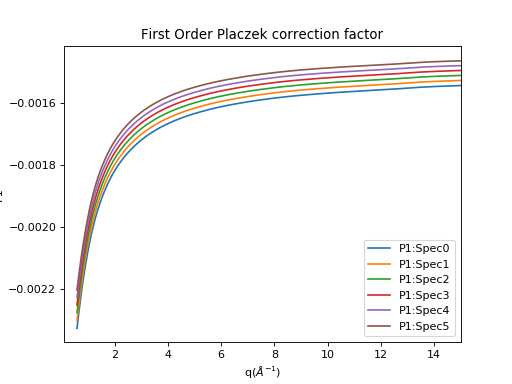 First Order Placzek correction factor
−0.0016
−0.0018
−0.0020
−0.0022
2 4 6 8 10 12 14
q(Å⁻¹)
P1:Spec0
P1:Spec1
P1:Spec2
P1:Spec3
P1:Spec4
P1:Spec5